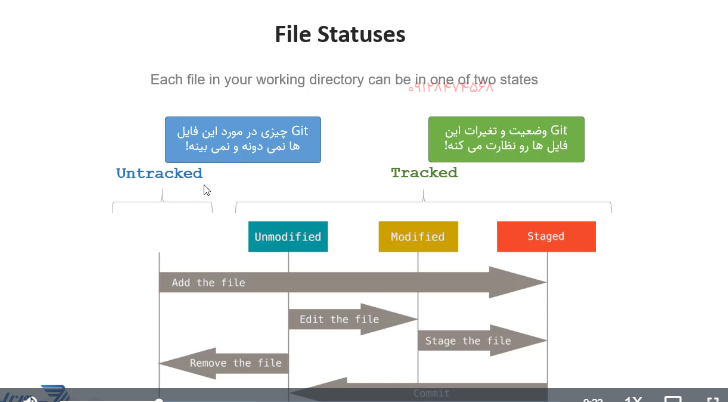 File Statuses
Each file in your working directory can be in one of two states
۰۹۱۲۸۴۷۴۵۶۸
Git چیزی در مورد این فایل
ها نمی دونه و نمی بینه!
Git وضعیت و تغیرات این
فایل ها رو نظارت می کنه!
Untracked
Tracked
Unmodified
Modified
Staged
Add the file
Edit the file
Stage the file
Remove the file
Commit
0:22
1X